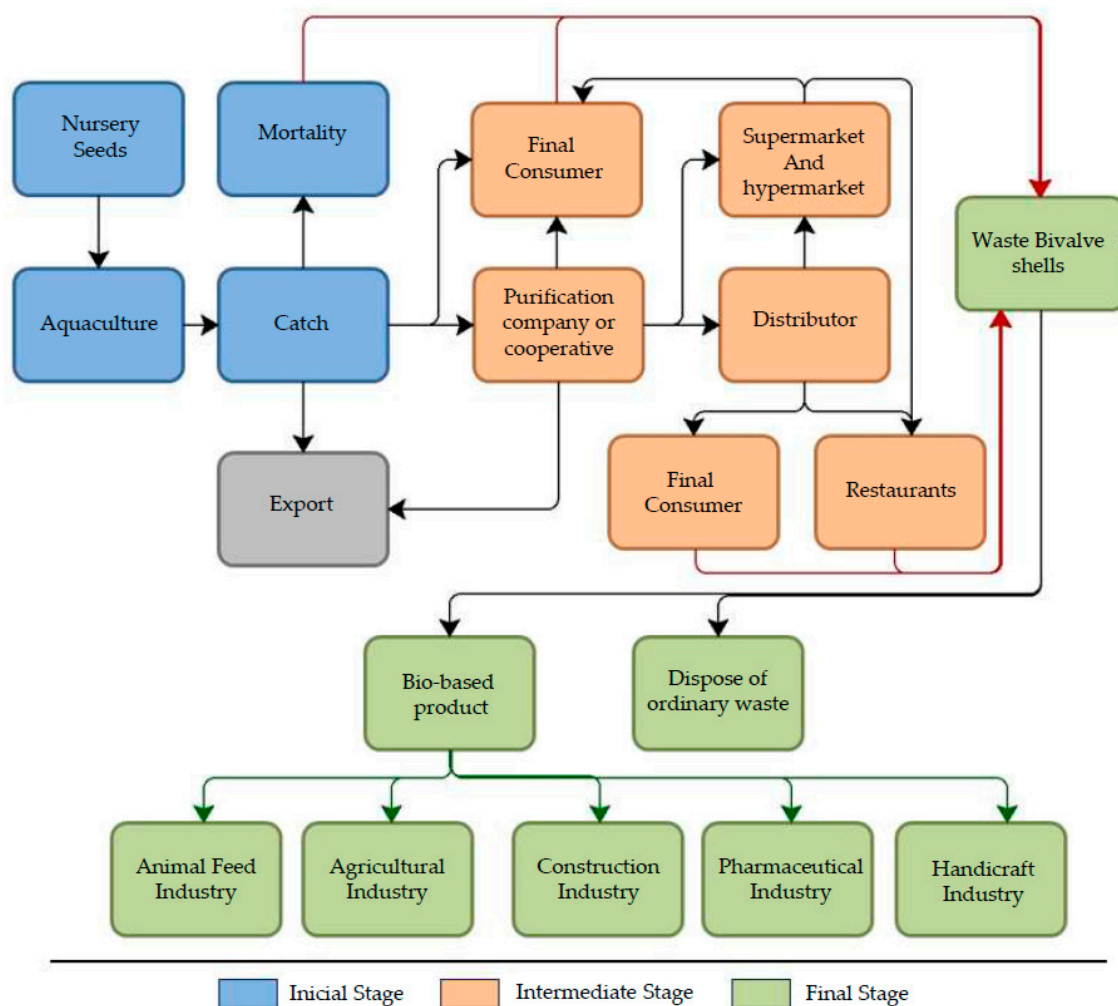 Nursery
Seeds
Mortality
Final
Consumer
Supermarket
And
hypermarket
Waste Bivalve
shells
Aquaculture
Catch
Purification
company or
cooperative
Distributor
Export
Final
Consumer
Restaurants
Bio-based
product
Dispose of
ordinary waste
Animal Feed
Industry
Agricultural
Industry
Construction
Industry
Pharmaceutical
Industry
Handicraft
Industry
Inicial Stage
Intermediate Stage
Final Stage